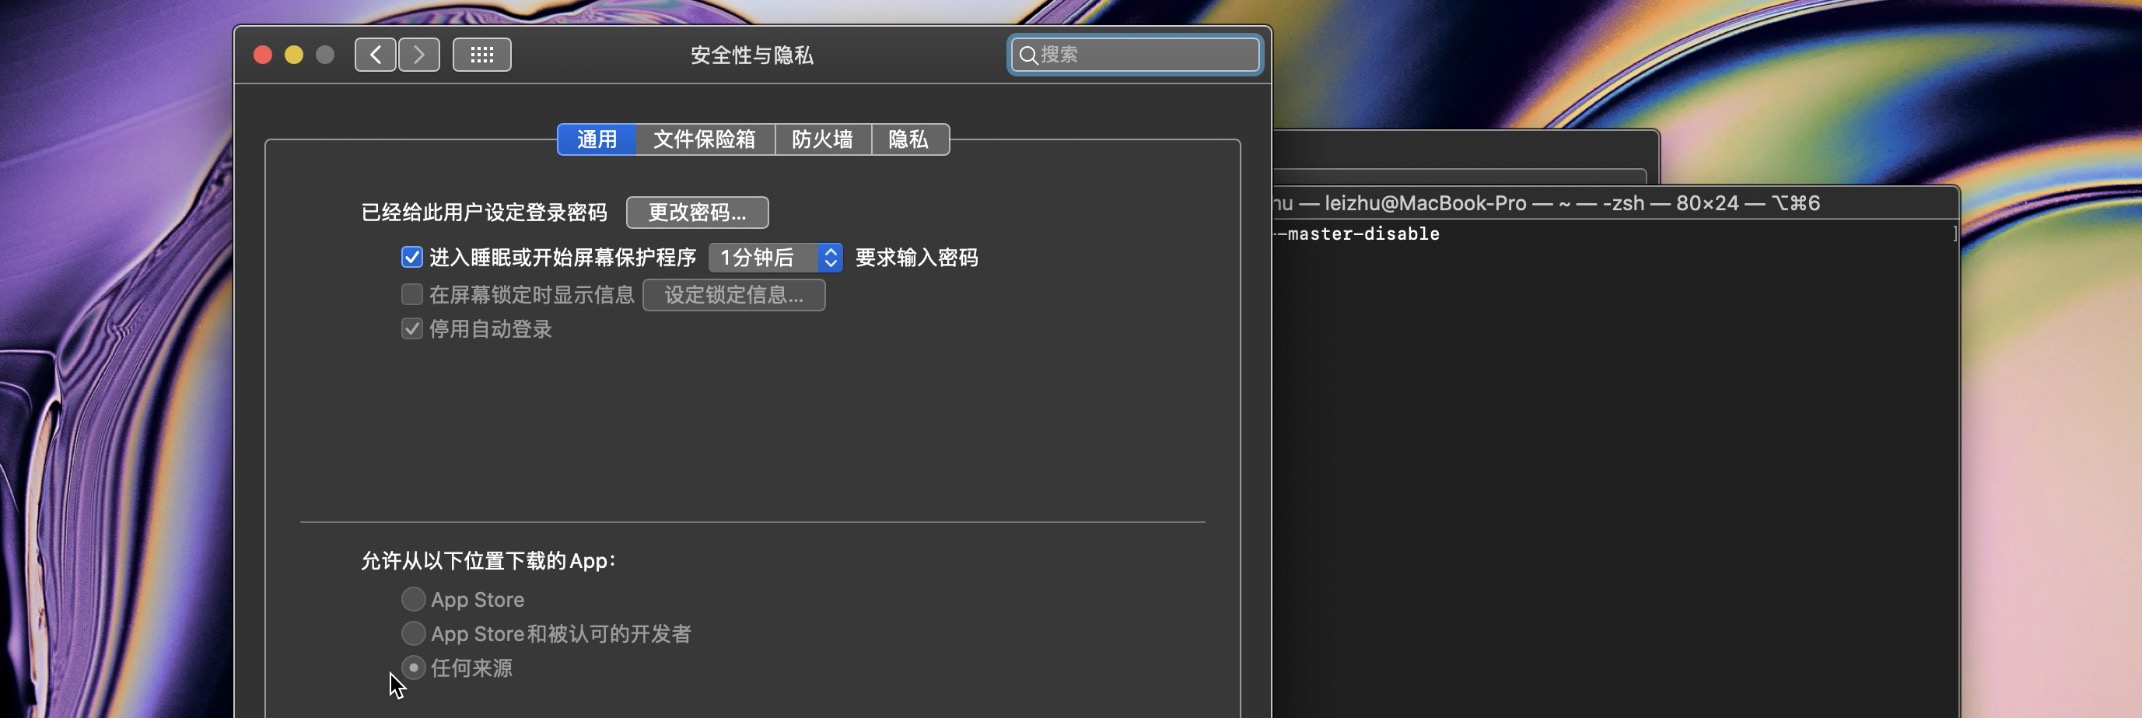 安全性与隐私
搜索
通用 文件保险箱 防火墙 隐私
已经给此用户设定登录密码 更改密码...
进入睡眠或开始屏幕保护程序 1分钟后 要求输入密码
在屏幕锁定时显示信息 设定锁定信息...
停用自动登录
允许从以下位置下载的App：
App Store
App Store和被认可的开发者
任何来源
hu — leizhu@MacBook-Pro — ~ — -zsh — 80×24 — ⌥⌘6
--master-disable ]